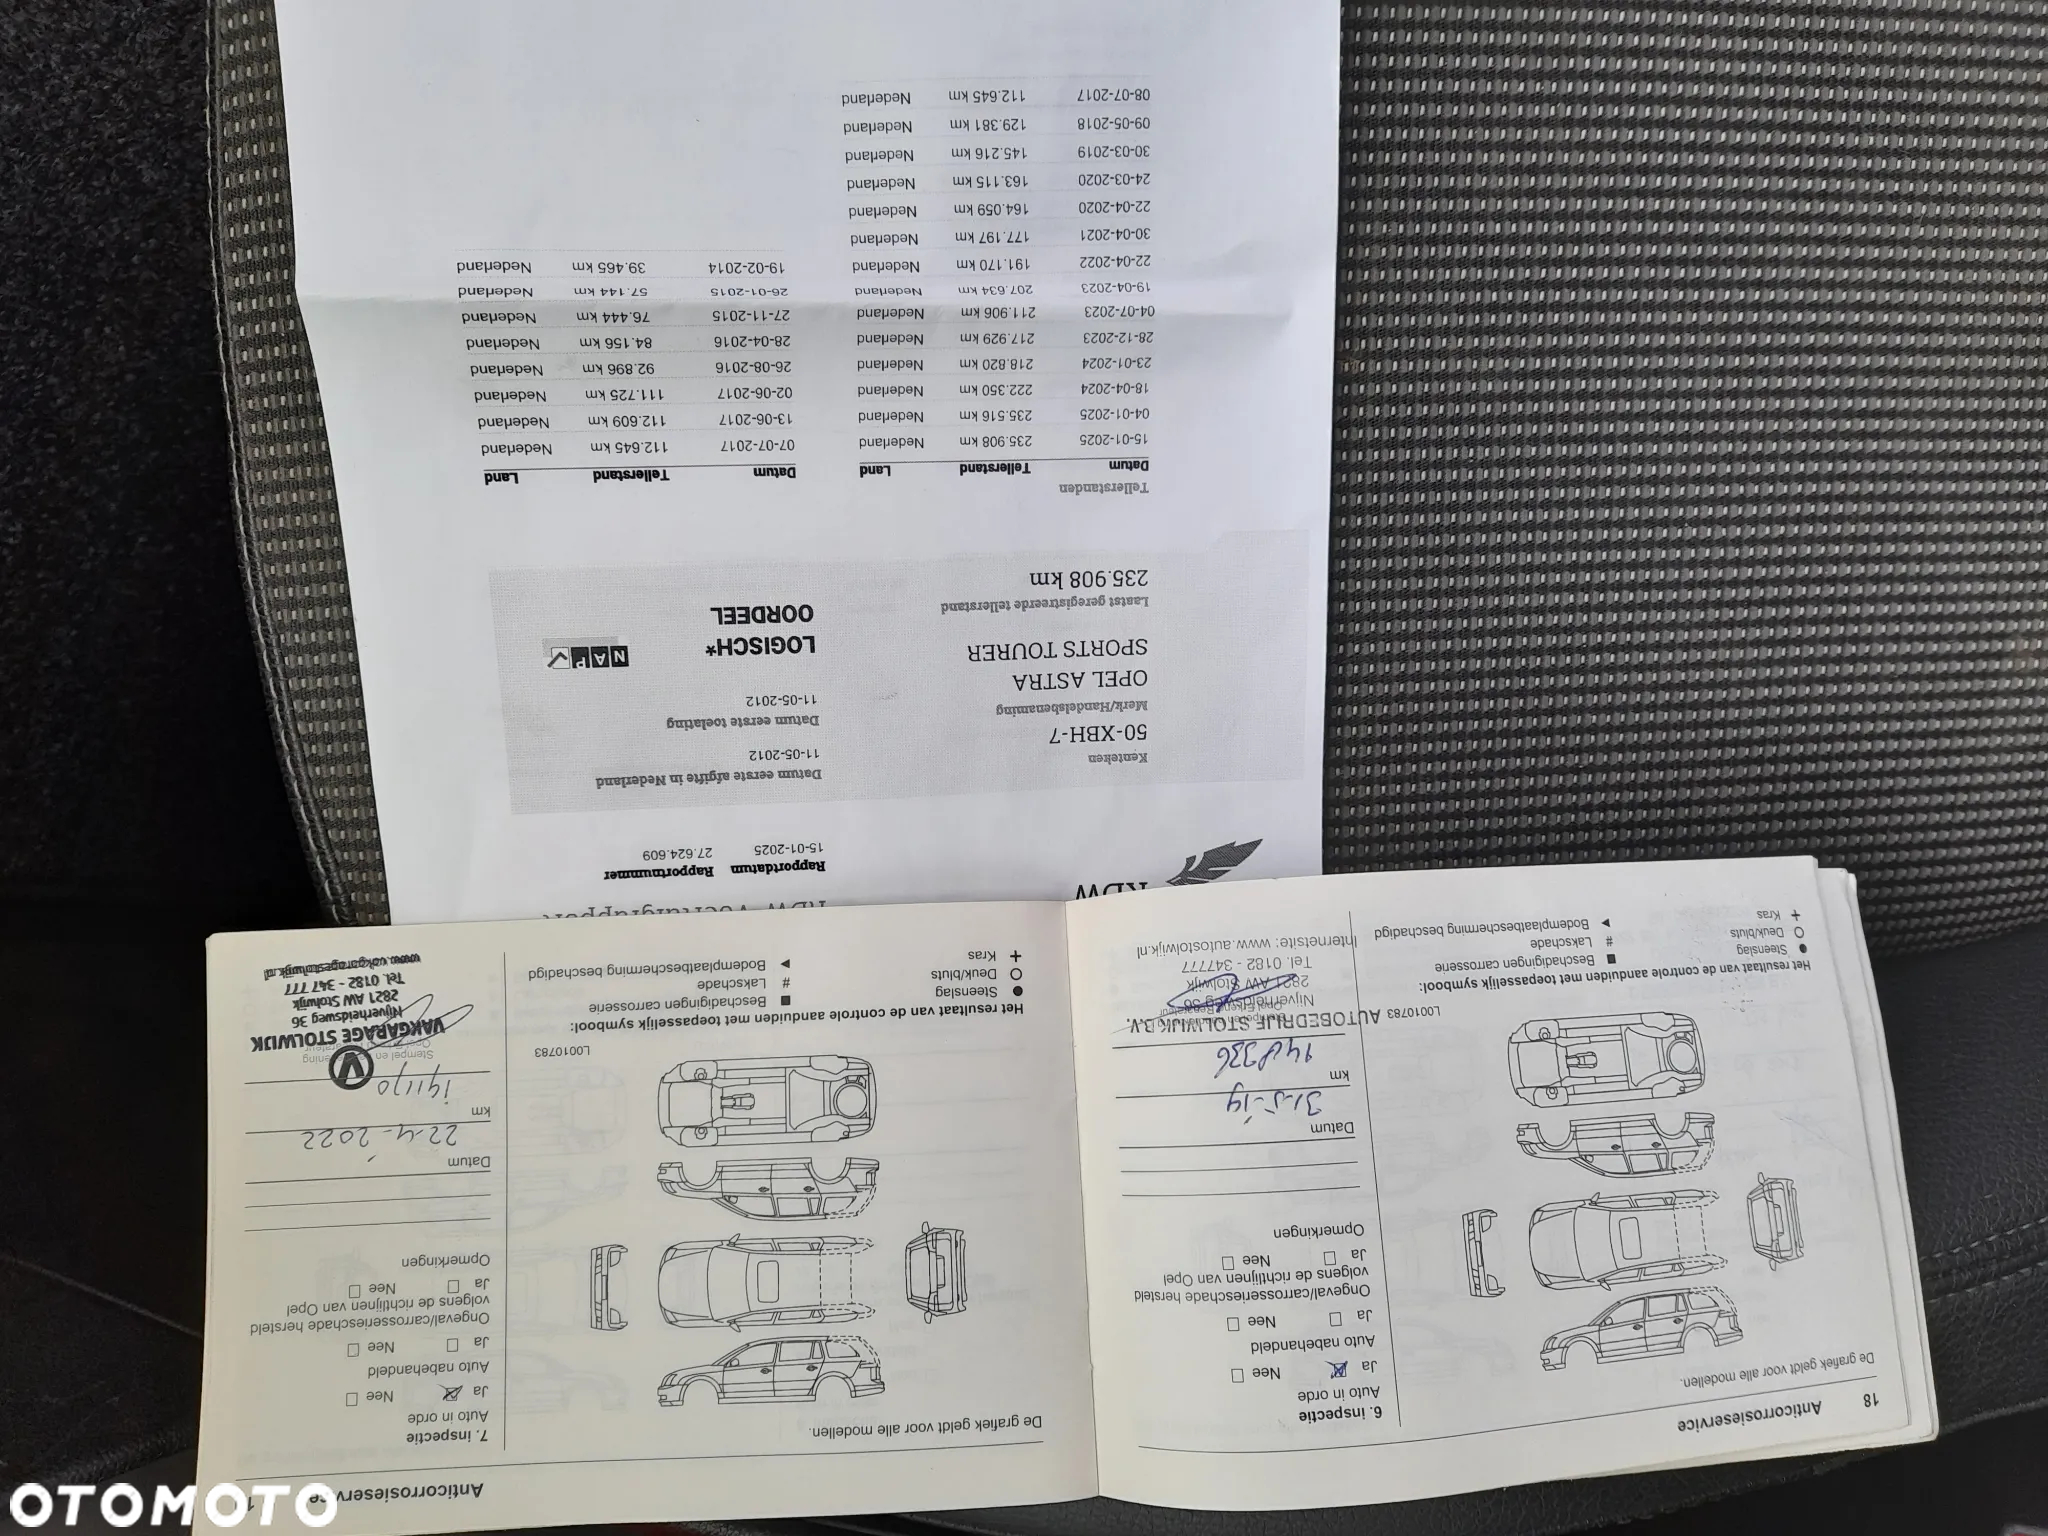 RDW
Rapportdatum Rapportnummer
15-01-2025 27.624.609
Kenteken
50-XBH-7
Merk/Handelsbenaming
OPEL ASTRA
SPORTS TOURER
Laatst geregistreerde tellerstand
235.908 km
Datum eerste afgifte in Nederland
11-05-2012
Datum eerste toelating
11-05-2012
LOGISCH*
OORDEEL
NAP
Tellerstanden
Datum Tellerstand Land
15-01-2025 235.908 km Nederland
04-01-2025 235.516 km Nederland
18-04-2024 222.350 km Nederland
23-01-2024 218.820 km Nederland
28-12-2023 217.929 km Nederland
04-07-2023 211.906 km Nederland
19-04-2023 207.634 km Nederland
22-04-2022 191.170 km Nederland
30-04-2021 177.197 km Nederland
22-04-2020 164.059 km Nederland
24-03-2020 163.115 km Nederland
30-03-2019 145.216 km Nederland
09-05-2018 129.381 km Nederland
08-07-2017 112.645 km Nederland
Datum Tellerstand Land
07-07-2017 112.645 km Nederland
13-06-2017 112.609 km Nederland
02-06-2017 111.725 km Nederland
26-08-2016 92.896 km Nederland
28-04-2016 84.156 km Nederland
27-11-2015 76.444 km Nederland
26-01-2015 57.144 km Nederland
19-02-2014 39.465 km Nederland
18 Anticorrosieservice
De grafiek geldt voor alle modellen.
L0010783
Het resultaat van de controle aanduiden met toepasselijk symbool:
Steenslag
Deuk/bluts
Kras
Beschadigingen carrosserie
Lakschade
Bodemplaatbescherming beschadigd
6. inspectie
Auto in orde
Ja Nee
Auto nabehandeld
Ja Nee
Ongeval/carrosserieschade hersteld
volgens de richtlijnen van Opel
Ja Nee
Opmerkingen
Datum
31-5-19
km
148336
AUTOBEDRIJF STOLWIJK B.V.
Nijverheidsweg 36
2821 AW Stolwijk
Tel. 0182 - 347777
Internetsite: www.autostolwijk.nl
Anticorrosieservice
De grafiek geldt voor alle modellen.
L0010783
Het resultaat van de controle aanduiden met toepasselijk symbool:
Steenslag
Deuk/bluts
Kras
Beschadigingen carrosserie
Lakschade
Bodemplaatbescherming beschadigd
7. inspectie
Auto in orde
Ja Nee
Auto nabehandeld
Ja Nee
Ongeval/carrosserieschade hersteld
volgens de richtlijnen van Opel
Ja Nee
Opmerkingen
Datum
22-4-2022
km
191170
VAKGARAGE STOLWIJK
Nijverheidsweg 36
2821 AW Stolwijk
Tel. 0182 - 347 777
www.vakgaragestolwijk.nl
OTOMOTO